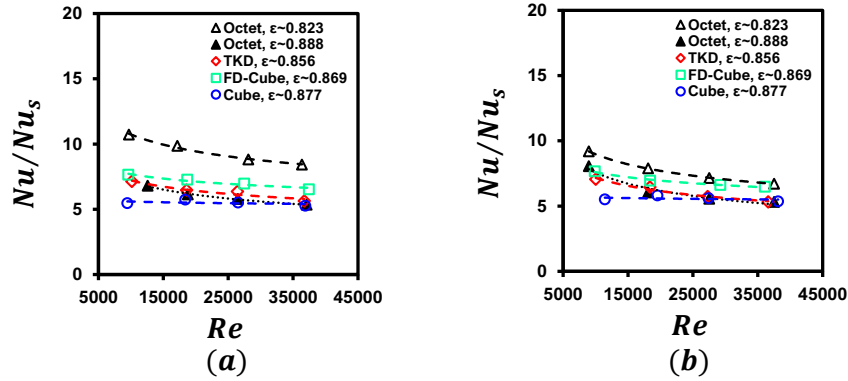 Nu/Nu_s
20
15
10
5
0
Octet, ε~0.823
Octet, ε~0.888
TKD, ε~0.856
FD-Cube, ε~0.869
Cube, ε~0.877
5000 15000 25000 35000 45000
Re
(a)
Nu/Nu_s
20
15
10
5
0
Octet, ε~0.823
Octet, ε~0.888
TKD, ε~0.856
FD-Cube, ε~0.869
Cube, ε~0.877
5000 15000 25000 35000 45000
Re
(b)